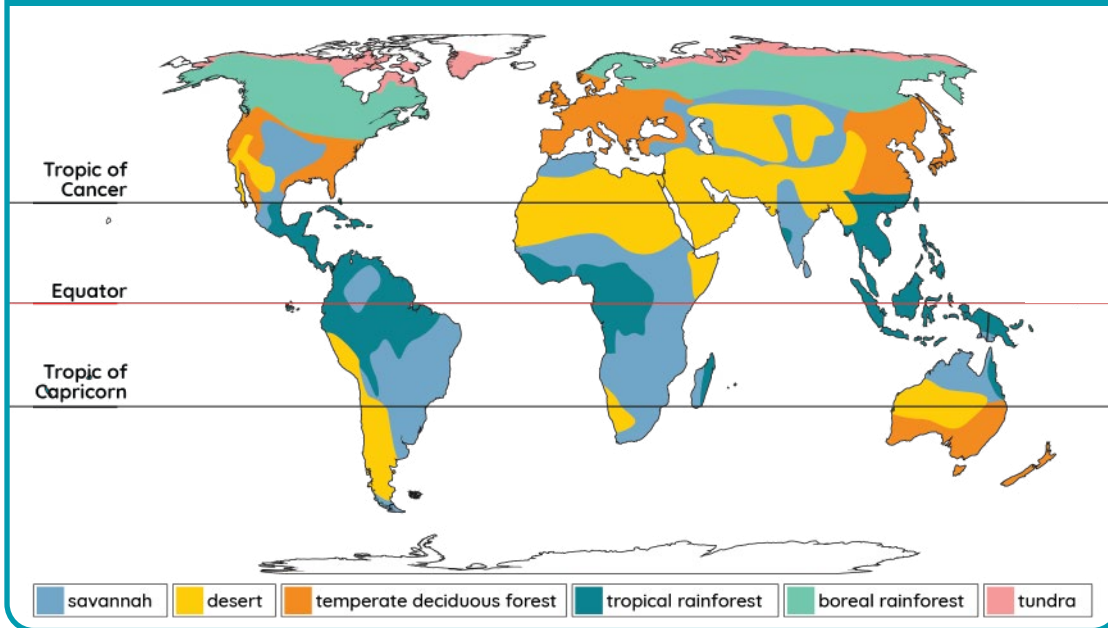 Tropic of
Cancer
Equator
Tropic of
Capricorn
savannah
desert
temperate deciduous forest
tropical rainforest
boreal rainforest
tundra